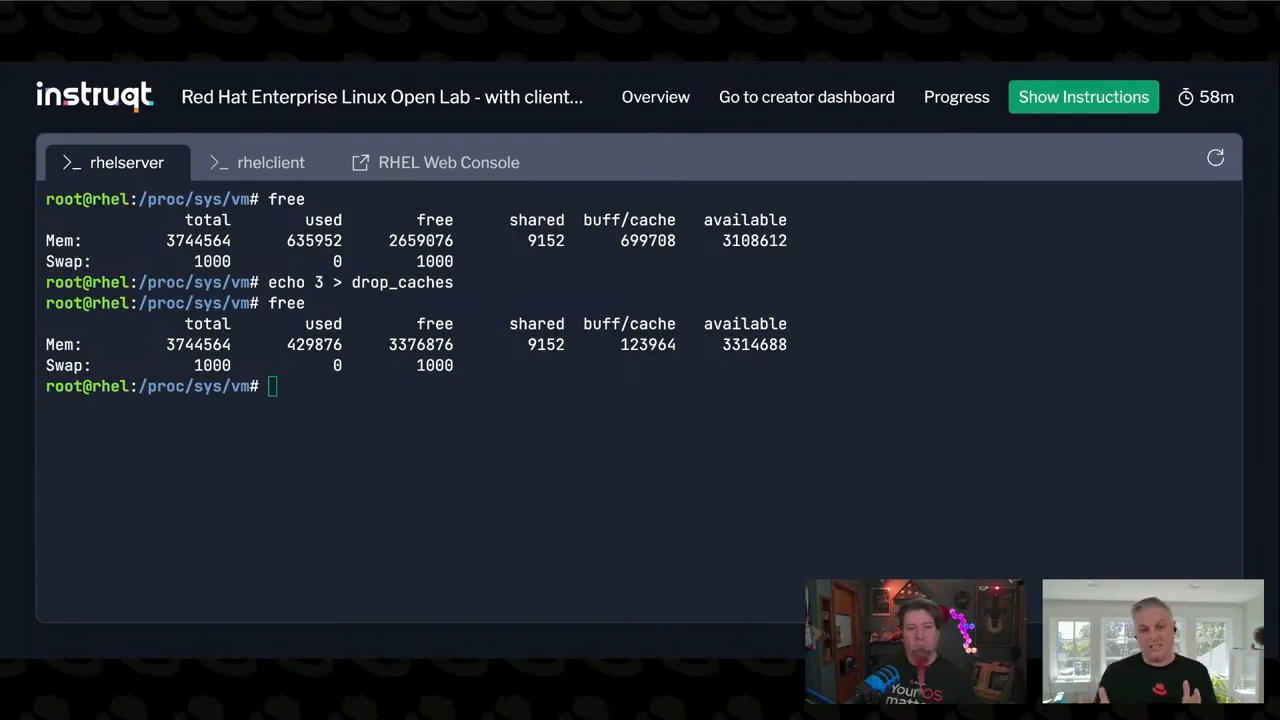 instruqt Red Hat Enterprise Linux Open Lab - with client... Overview Go to creator dashboard Progress Show Instructions 58m
>_ rhelserver >_ rhelclient RHEL Web Console
root@rhel:/proc/sys/vm# free
total used free shared buff/cache available
Mem: 3744564 635952 2659076 9152 699708 3108612
Swap: 1000 0 1000
root@rhel:/proc/sys/vm# echo 3 > drop_caches
root@rhel:/proc/sys/vm# free
total used free shared buff/cache available
Mem: 3744564 429876 3376876 9152 123964 3314688
Swap: 1000 0 1000
root@rhel:/proc/sys/vm#
Your OS